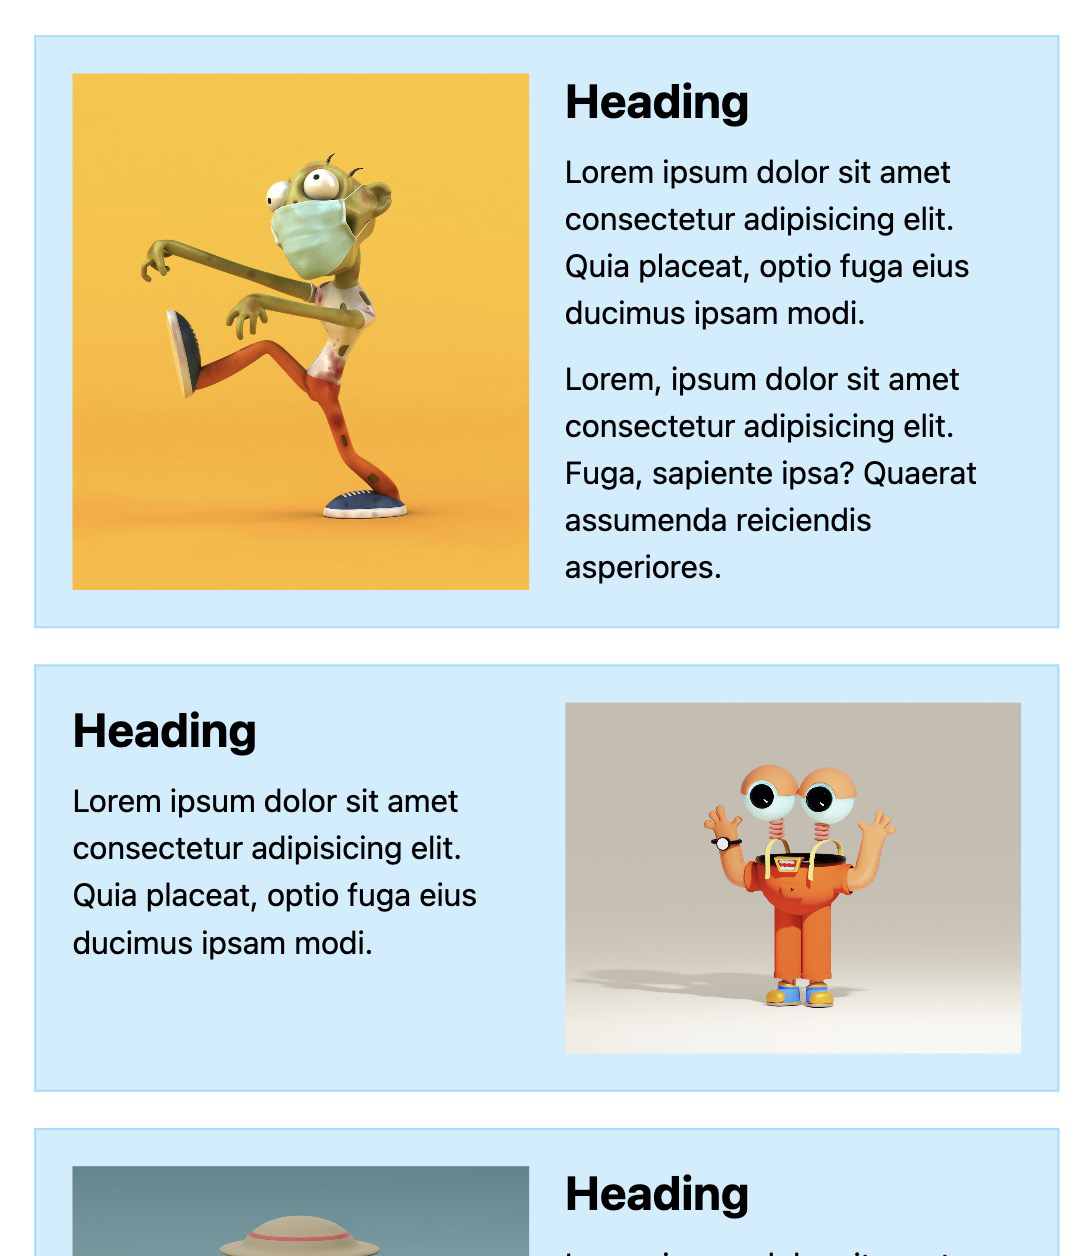 Heading
Lorem ipsum dolor sit amet
consectetur adipisicing elit.
Quia placeat, optio fuga eius
ducimus ipsam modi.
Lorem, ipsum dolor sit amet
consectetur adipisicing elit.
Fuga, sapiente ipsa? Quaerat
assumenda reiciendis
asperiores.
Heading
Lorem ipsum dolor sit amet
consectetur adipisicing elit.
Quia placeat, optio fuga eius
ducimus ipsam modi.
Heading